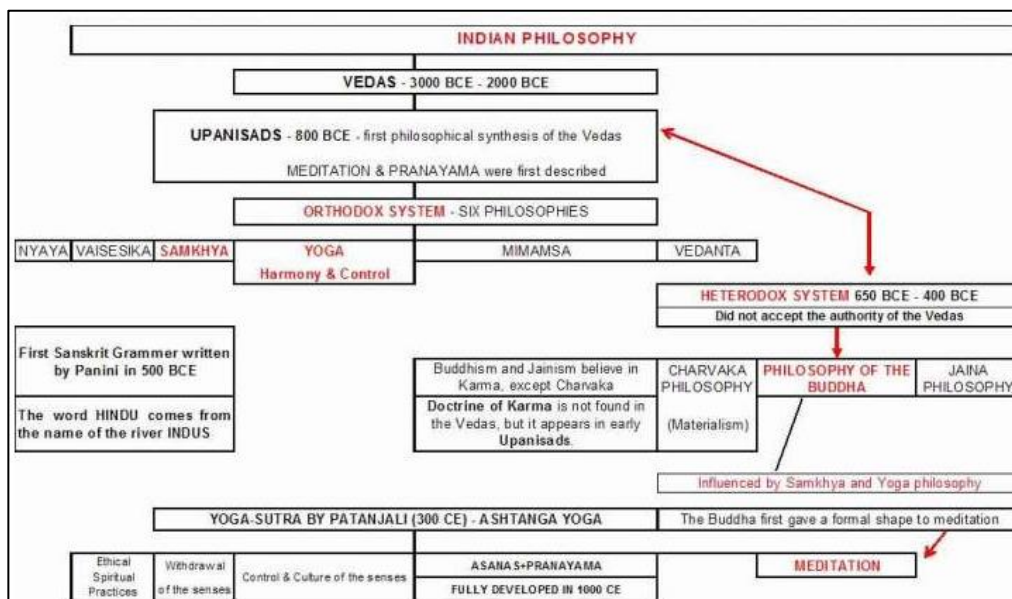 INDIAN PHILOSOPHY
VEDAS - 3000 BCE - 2000 BCE
UPANISADS - 800 BCE - first philosophical synthesis of the Vedas
MEDITATION & PRANAYAMA were first described
ORTHODOX SYSTEM - SIX PHILOSOPHIES
NYAYA
VAISESIKA
SAMKHYA
YOGA
Harmony & Control
MIMAMSA
VEDANTA
HETERODOX SYSTEM 650 BCE - 400 BCE
Did not accept the authority of the Vedas
First Sanskrit Grammer written
by Panini in 500 BCE
The word HINDU comes from
the name of the river INDUS
Buddhism and Jainism believe in
Karma, except Charvaka
Doctrine of Karma is not found in
the Vedas, but it appears in early
Upanisads.
CHARVAKA
PHILOSOPHY
(Materialism)
PHILOSOPHY OF THE
BUDDHA
JAINA
PHILOSOPHY
Influenced by Samkhya and Yoga philosophy
YOGA-SUTRA BY PATANJALI (300 CE) - ASHTANGA YOGA
The Buddha first gave a formal shape to meditation
Ethical
Spiritual
Practices
Withdrawal
of the senses
Control & Culture of the senses
ASANAS+PRANAYAMA
FULLY DEVELOPED IN 1000 CE
MEDITATION